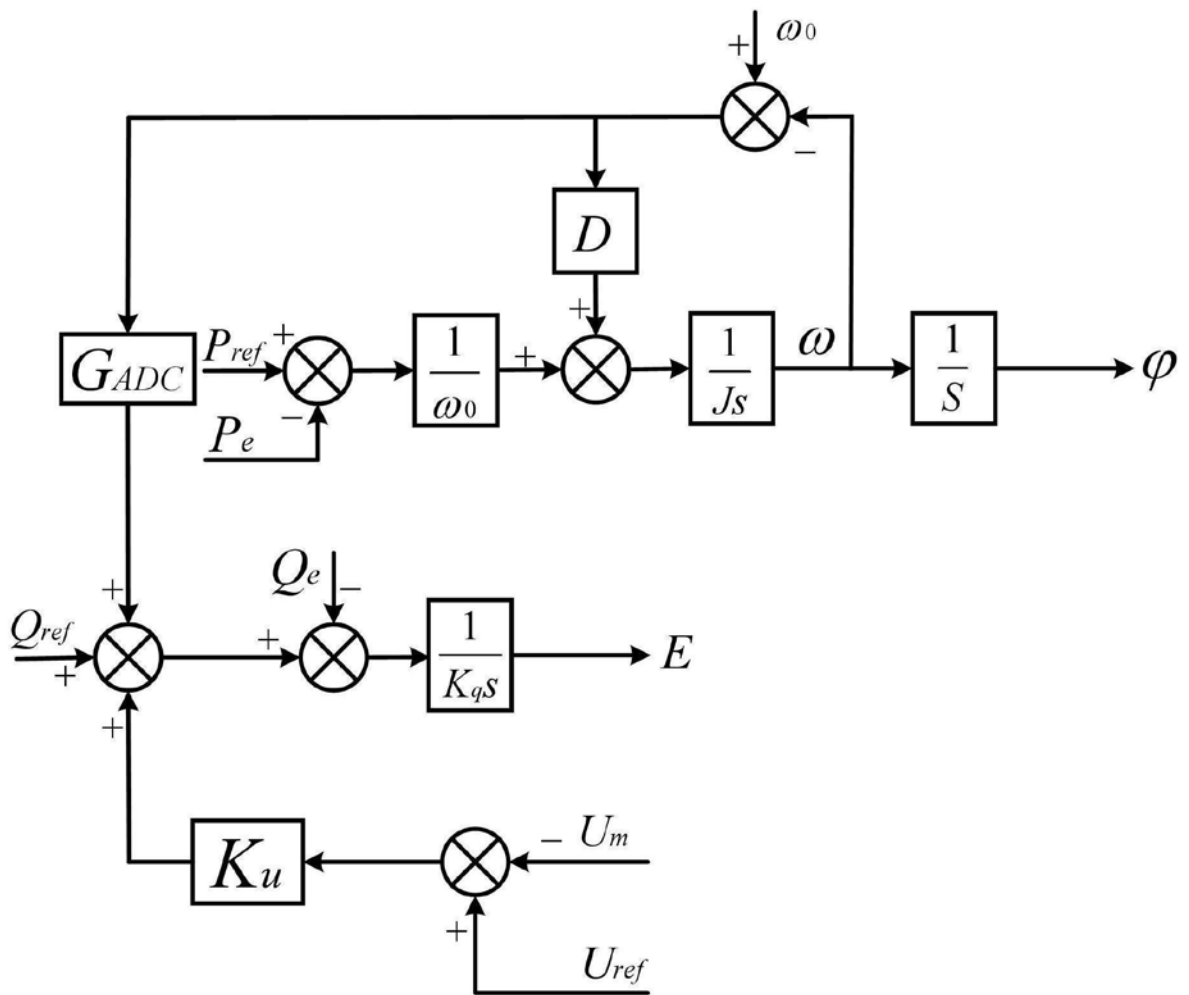 + ω0
−
D
+
GADC
Pref + 1/ω0 + 1/Js ω 1/S φ
−
Pe
Qe −
+
Qref + + 1/Kqs E
+
Ku − Um
+
Uref